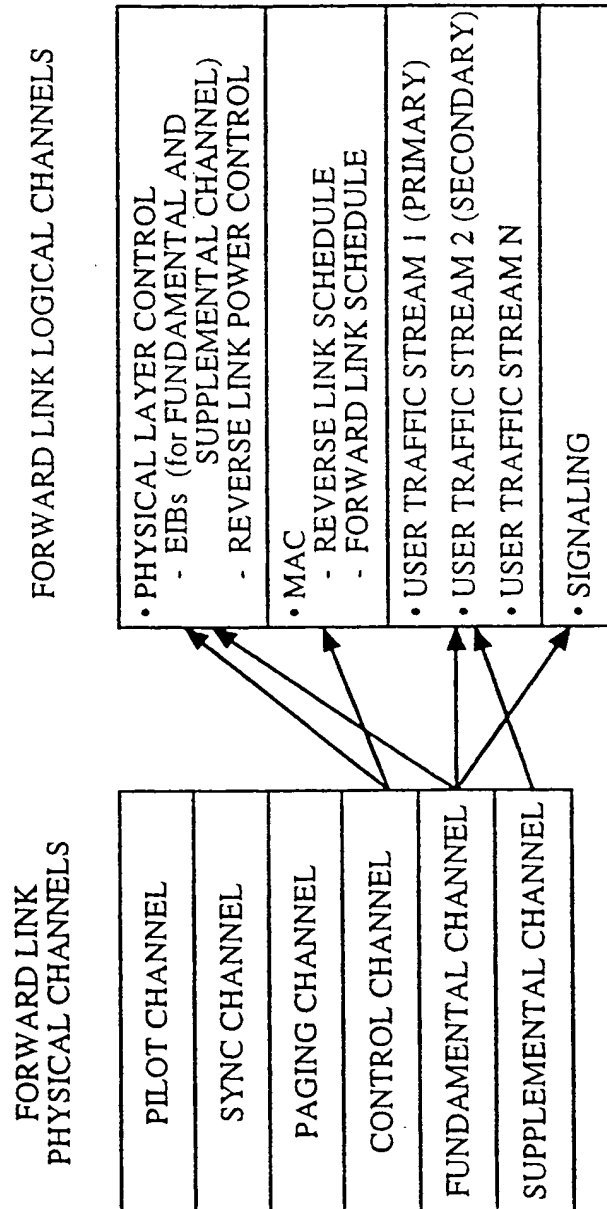 FORWARD LINK
PHYSICAL CHANNELS
PILOT CHANNEL
SYNC CHANNEL
PAGING CHANNEL
CONTROL CHANNEL
FUNDAMENTAL CHANNEL
SUPPLEMENTAL CHANNEL
FORWARD LINK LOGICAL CHANNELS
• PHYSICAL LAYER CONTROL
- EIBs (for FUNDAMENTAL AND
SUPPLEMENTAL CHANNEL)
- REVERSE LINK POWER CONTROL
• MAC
- REVERSE LINK SCHEDULE
- FORWARD LINK SCHEDULE
• USER TRAFFIC STREAM 1 (PRIMARY)
• USER TRAFFIC STREAM 2 (SECONDARY)
• USER TRAFFIC STREAM N
• SIGNALING